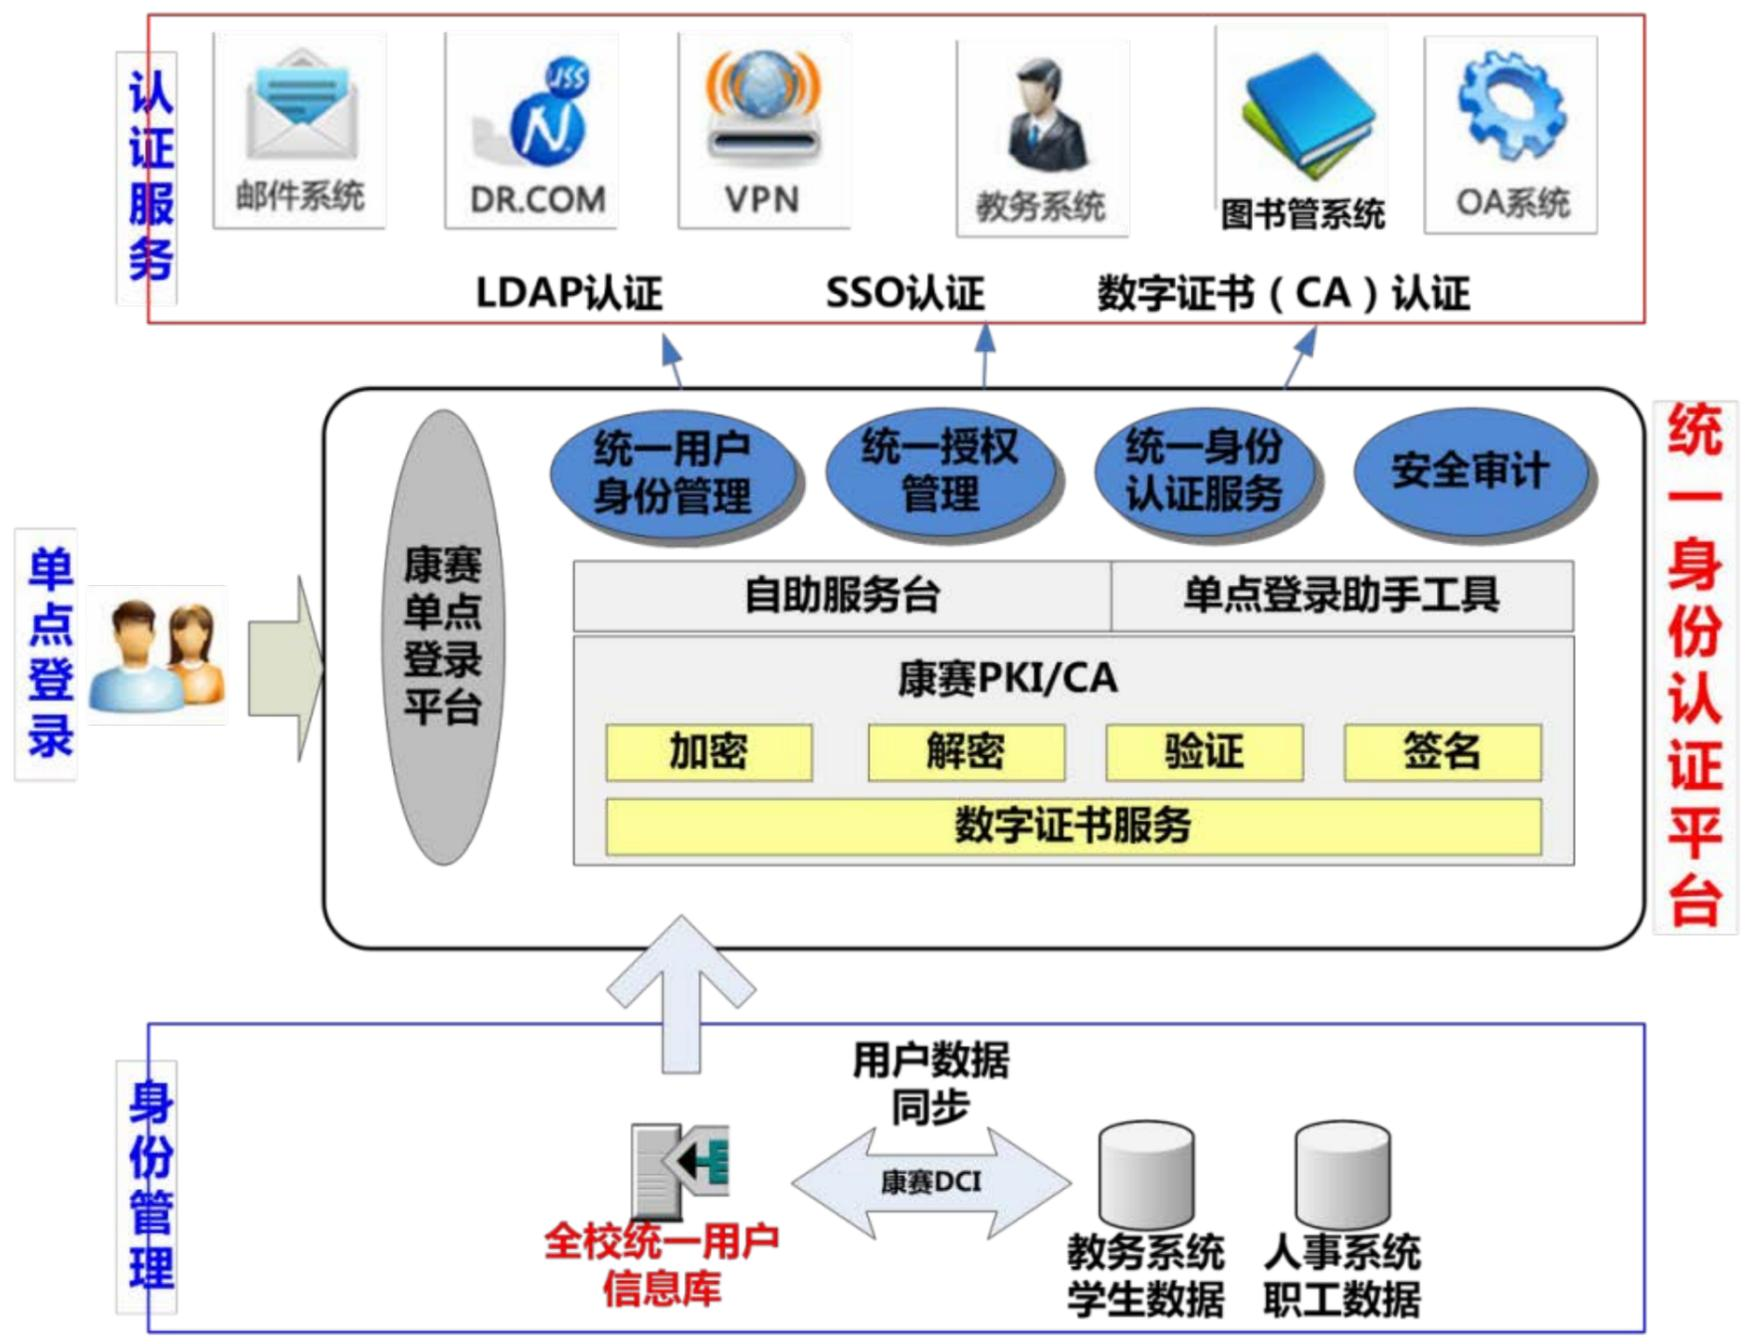 认证服务
邮件系统
USS
N
DR.COM
VPN
教务系统
图书管系统
OA系统
LDAP认证
SSO认证
数字证书（CA）认证
单点登录
康赛
单点
登录
平台
统一用户
身份管理
统一授权
管理
统一身份
认证服务
安全审计
自助服务台
单点登录助手工具
康赛PKI/CA
加密
解密
验证
签名
数字证书服务
统一身份认证平台
身份管理
用户数据
同步
康赛DCI
全校统一用户
信息库
教务系统
学生数据
人事系统
职工数据